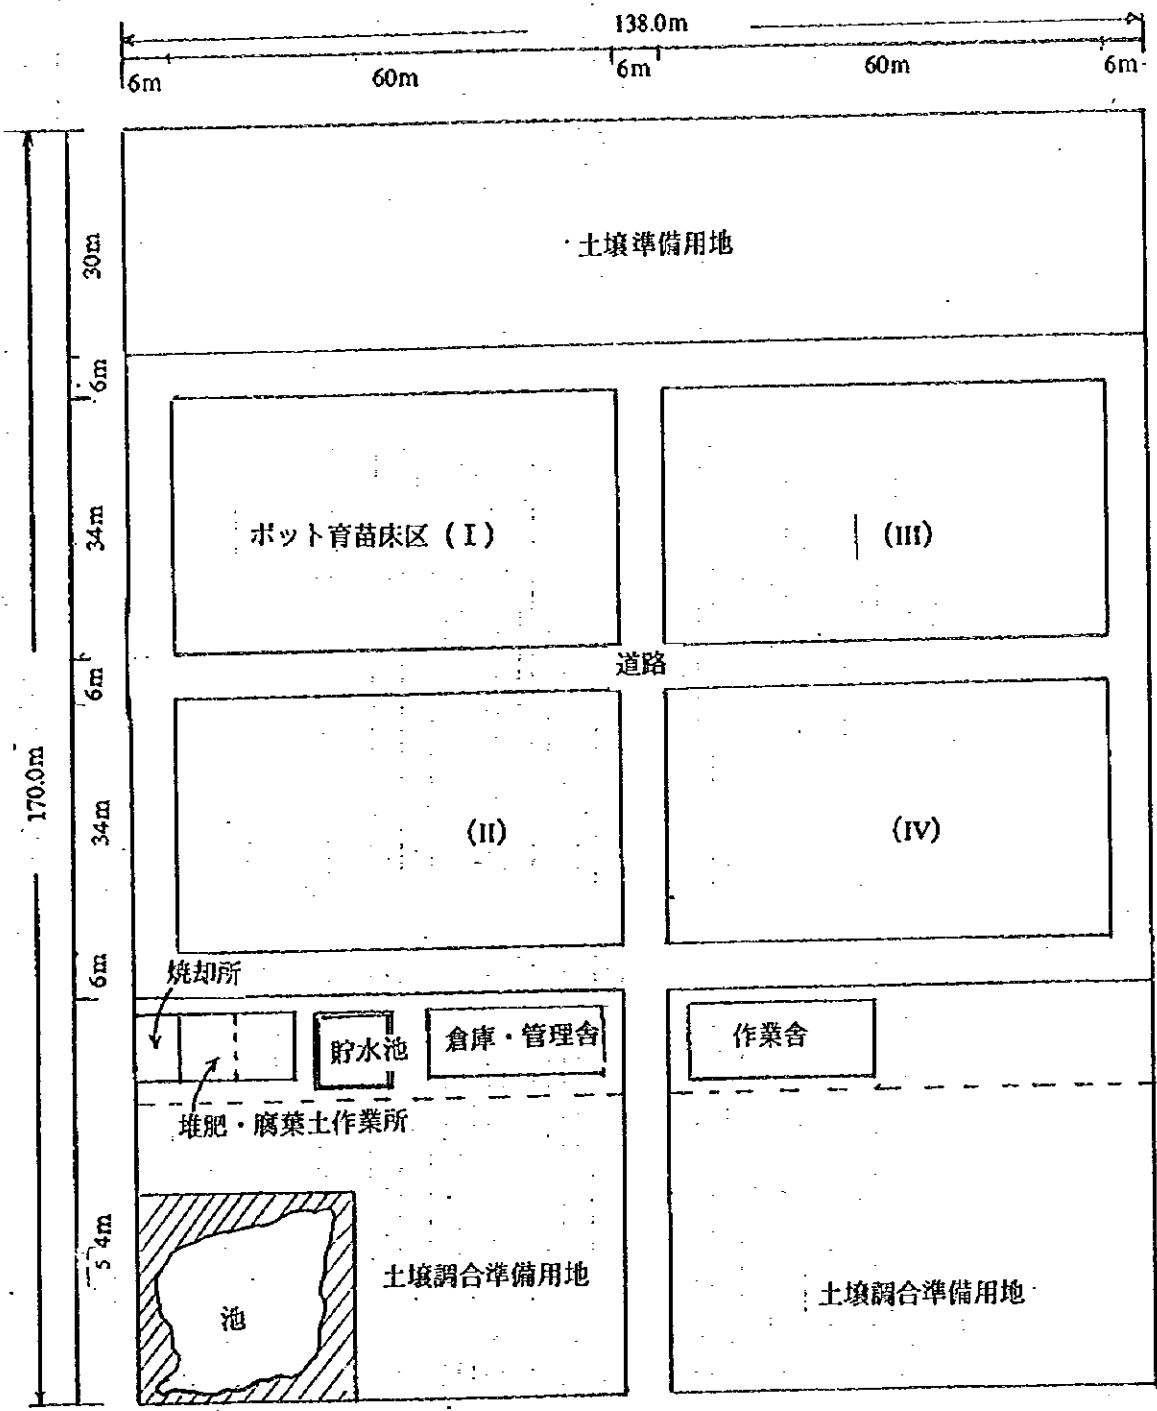 138.0m
6m 60m 6m 60m 6m
30m
土壌準備用地
6m
34m
ポット育苗床区 (I)
(III)
道路
6m
170.0m
34m
(II)
(IV)
6m
焼却所
貯水池
倉庫・管理舎
作業舎
堆肥・腐葉土作業所
54m
土壌調合準備用地
土壌調合準備用地
池